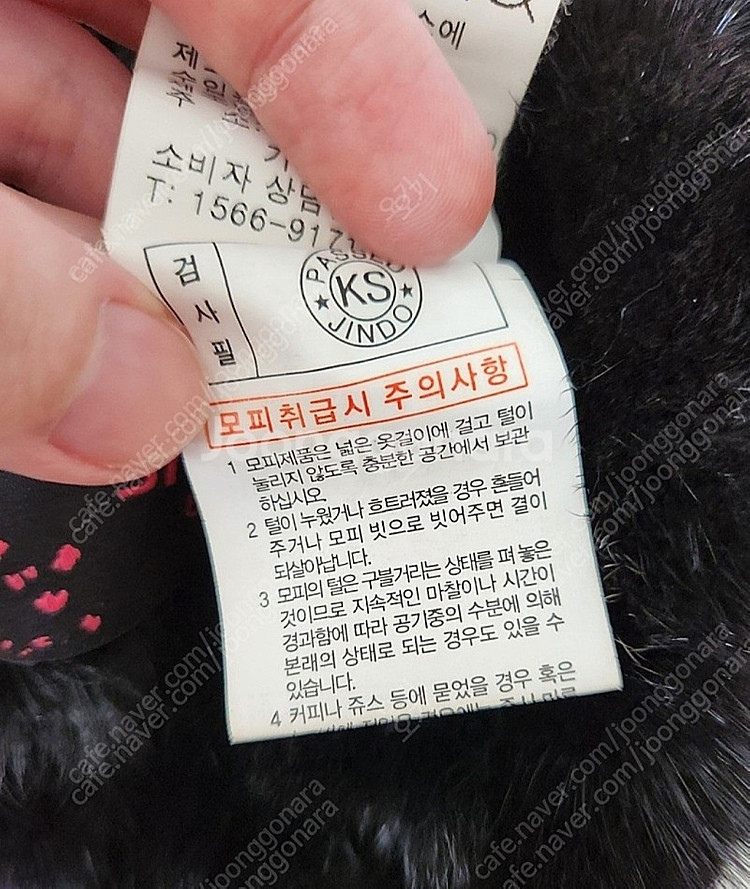 소에
소비자 상담
T: 1566-917
검사필
PASSED
KS
JINDO
모피취급시 주의사항
1 모피제품은 넓은 옷걸이에 걸고 털이
눌리지 않도록 충분한 공간에서 보관
하십시오.
2 털이 누웠거나 흐트러졌을 경우 흔들어
주거나 모피 빗으로 빗어주면 결이
되살아납니다.
3 모피의 털은 구불거리는 상태를 펴 놓은
것이므로 지속적인 마찰이나 시간이
경과함에 따라 공기중의 수분에 의해
본래의 상태로 되는 경우도 있을 수
있습니다.
4 커피나 쥬스 등에 묻었을 경우 혹은
cafe.naver.com/joonggonara